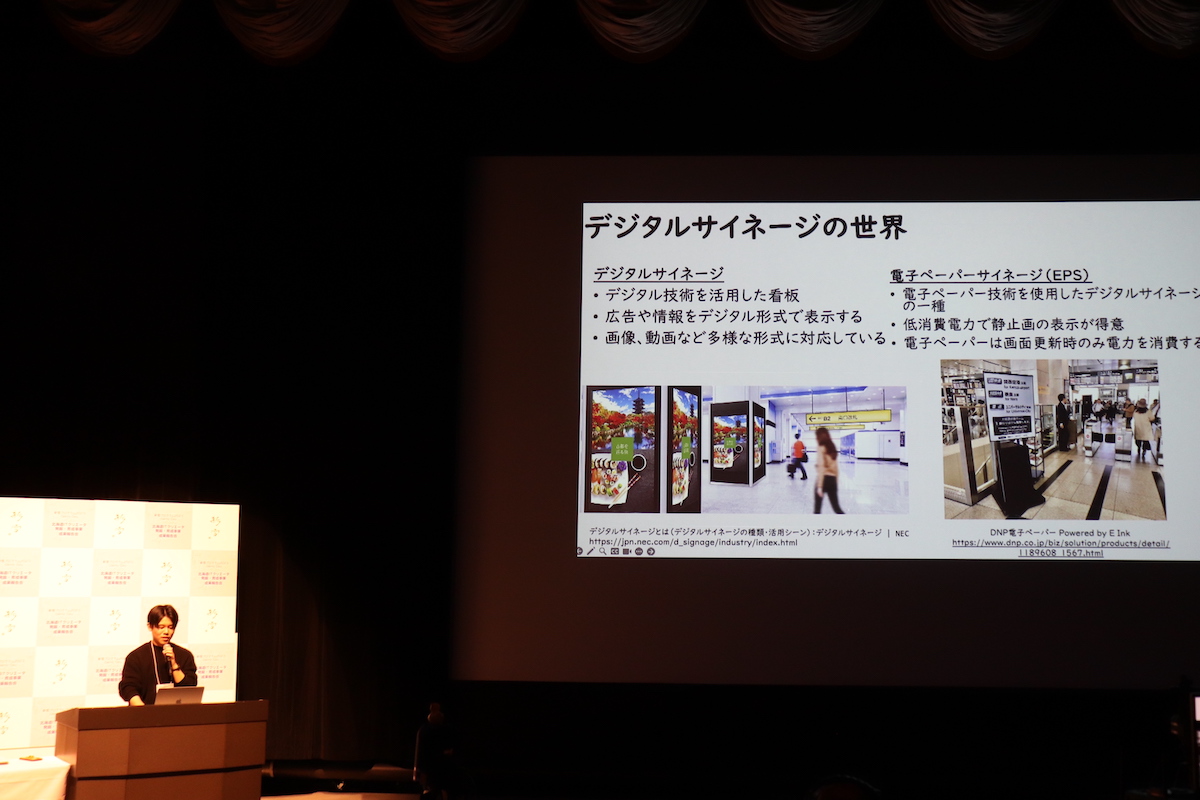 デジタルサイネージの世界
デジタルサイネージ
• デジタル技術を活用した看板
• 広告や情報をデジタル形式で表示する
• 画像、動画など多様な形式に対応している
電子ペーパーサイネージ(EPS)
• 電子ペーパー技術を使用したデジタルサイネージ
の一種
• 低消費電力で静止画の表示が得意
• 電子ペーパーは画面更新時のみ電力を消費する
デジタルサイネージとは(デジタルサイネージの種類・活用シーン):デジタルサイネージ | NEC
https://jpn.nec.com/d_signage/industry/index.html
DNP電子ペーパー Powered by E Ink
https://www.dnp.co.jp/biz/solution/products/detail/
1189608_1567.html